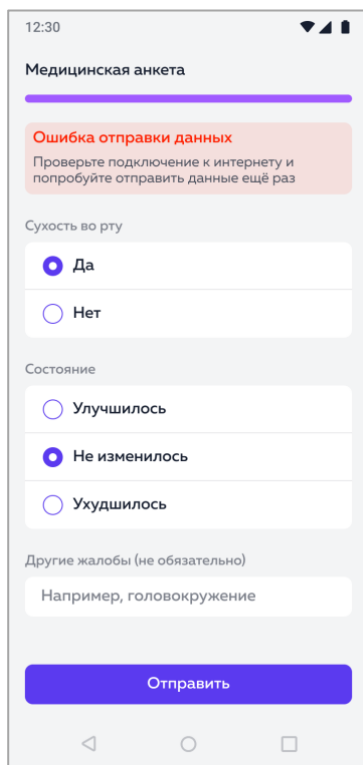 12:30
Медицинская анкета
Ошибка отправки данных
Проверьте подключение к интернету и
попробуйте отправить данные ещё раз
Сухость во рту
Да
Нет
Состояние
Улучшилось
Не изменилось
Ухудшилось
Другие жалобы (не обязательно)
Например, головокружение
Отправить